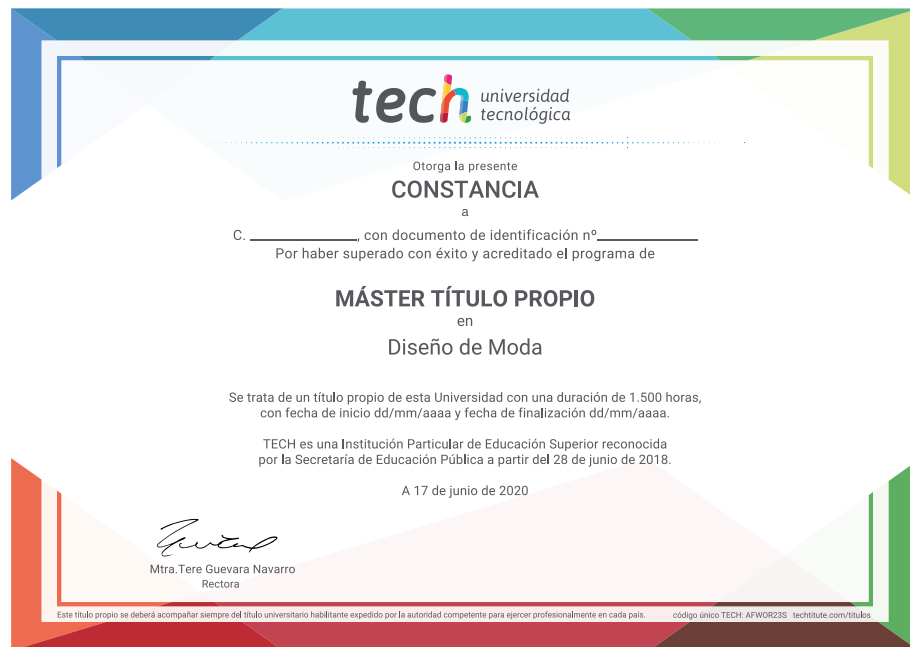 tech universidad
tecnológica
Otorga la presente
CONSTANCIA
a
C. ______________, con documento de identificación nº______________
Por haber superado con éxito y acreditado el programa de
MÁSTER TÍTULO PROPIO
en
Diseño de Moda
Se trata de un título propio de esta Universidad con una duración de 1.500 horas,
con fecha de inicio dd/mm/aaaa y fecha de finalización dd/mm/aaaa.
TECH es una Institución Particular de Educación Superior reconocida
por la Secretaría de Educación Pública a partir del 28 de junio de 2018.
A 17 de junio de 2020
Mtra.Tere Guevara Navarro
Rectora
Este título propio se deberá acompañar siempre del título universitario habilitante expedido por la autoridad competente para ejercer profesionalmente en cada país. código único TECH: AFWOR23S techtitute.com/títulos